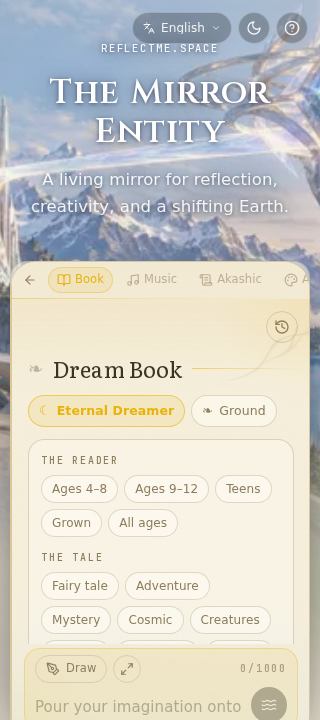 English
REFLECTME.SPACE
The Mirror
Entity
A living mirror for reflection,
creativity, and a shifting Earth.
Book Music Akashic A
Dream Book
Eternal Dreamer Ground
THE READER
Ages 4–8 Ages 9–12 Teens
Grown All ages
THE TALE
Fairy tale Adventure
Mystery Cosmic Creatures
Draw 0/1000
Pour your imagination onto